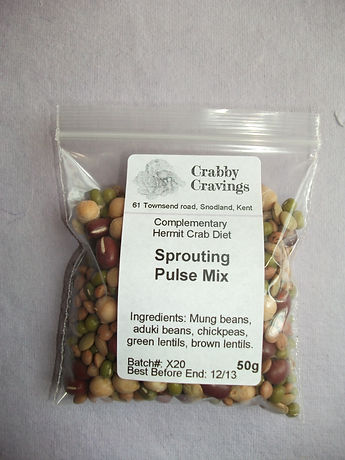 Crabby
Cravings
61 Townsend road, Snodland, Kent
Complementary
Hermit Crab Diet
Sprouting
Pulse Mix
Ingredients: Mung beans,
aduki beans, chickpeas,
green lentils, brown lentils.
Batch#: X20
50g
Best Before End: 12/13